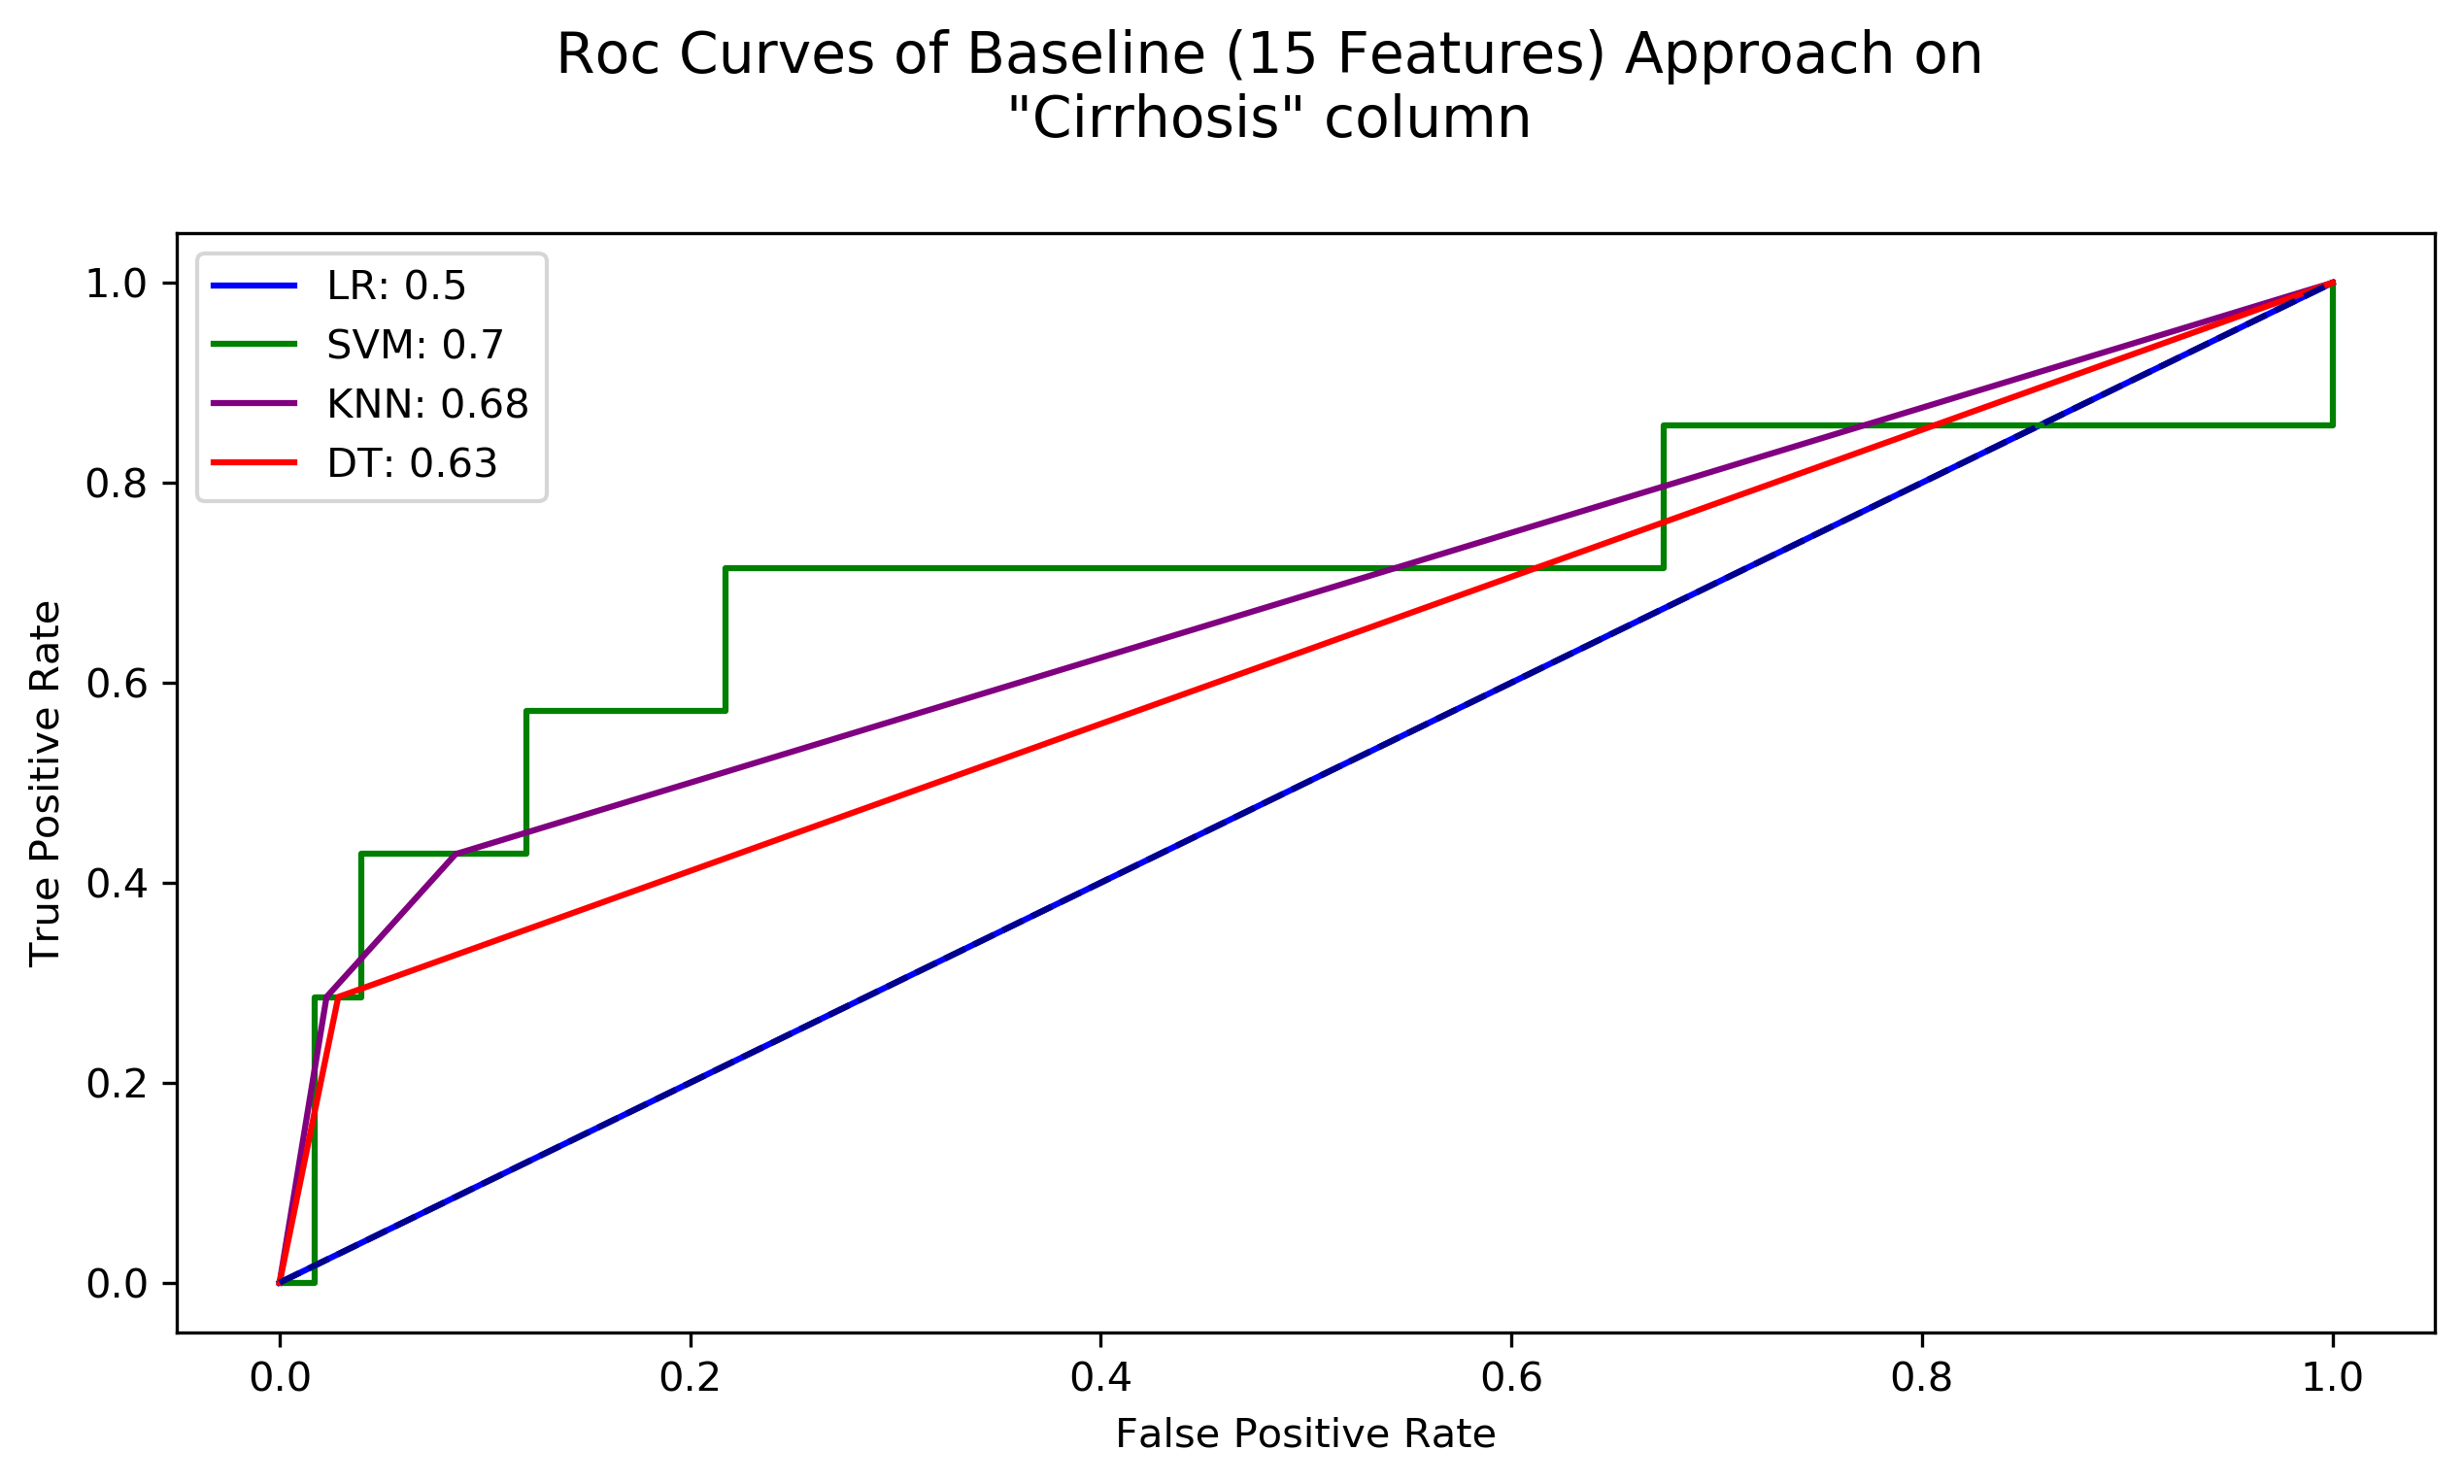 Roc Curves of Baseline (15 Features) Approach on
"Cirrhosis" column
LR: 0.5
SVM: 0.7
KNN: 0.68
DT: 0.63
1.0
0.8
0.6
0.4
0.2
0.0
True Positive Rate
0.0 0.2 0.4 0.6 0.8 1.0
False Positive Rate